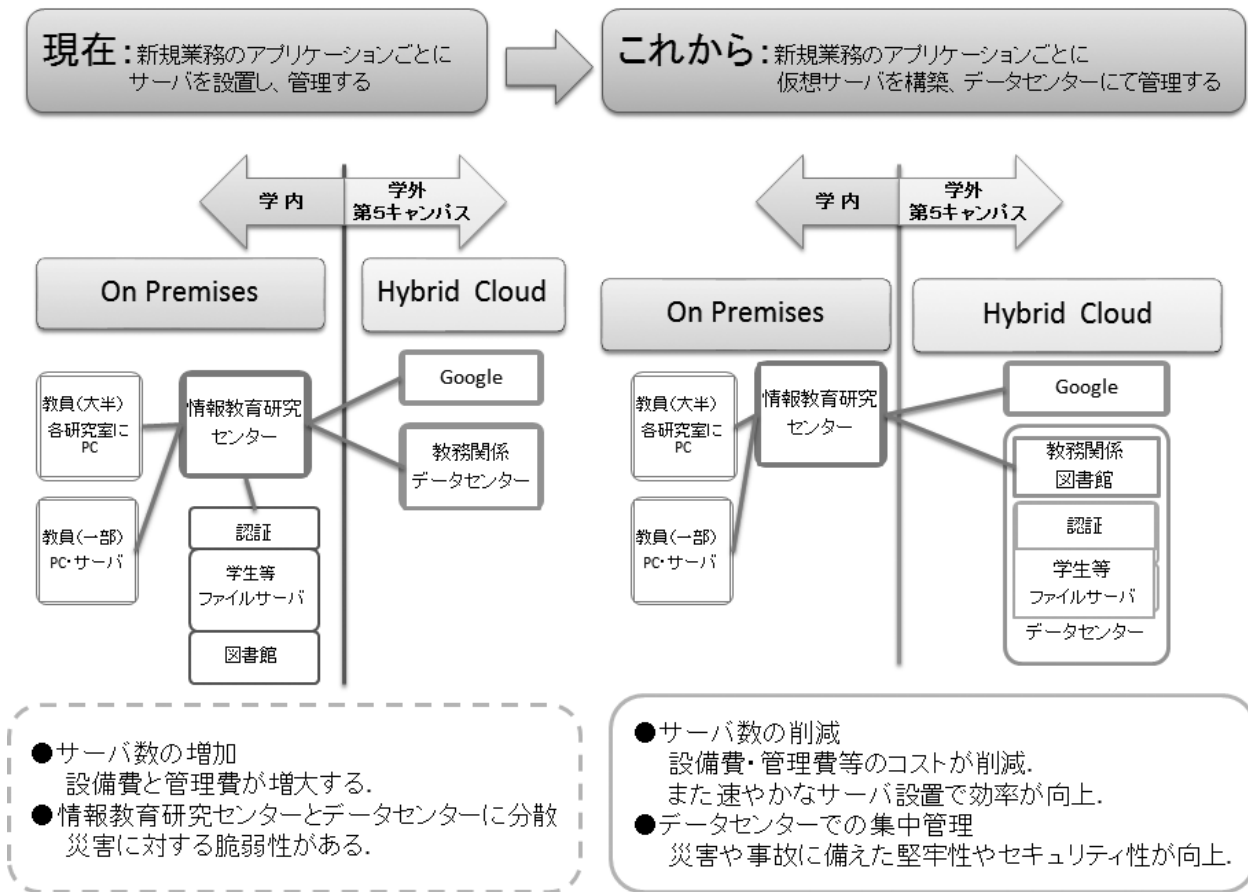 現在：新規業務のアプリケーションごとに
サーバを設置し、管理する
これから：新規業務のアプリケーションごとに
仮想サーバを構築、データセンターにて管理する
学内
学外
第5キャンパス
On Premises
Hybrid Cloud
教員(大半)
各研究室に
PC
情報教育研究
センター
Google
教務関係
データセンター
教員(一部)
PC・サーバ
認証
学生等
ファイルサーバ
図書館
学内
学外
第5キャンパス
On Premises
Hybrid Cloud
教員(大半)
各研究室に
PC
情報教育研究
センター
Google
教務関係
図書館
教員(一部)
PC・サーバ
認証
学生等
ファイルサーバ
データセンター
●サーバ数の増加
設備費と管理費が増大する.
●情報教育研究センターとデータセンターに分散
災害に対する脆弱性がある.
●サーバ数の削減
設備費・管理費等のコストが削減.
また速やかなサーバ設置で効率が向上.
●データセンターでの集中管理
災害や事故に備えた堅牢性やセキュリティ性が向上.